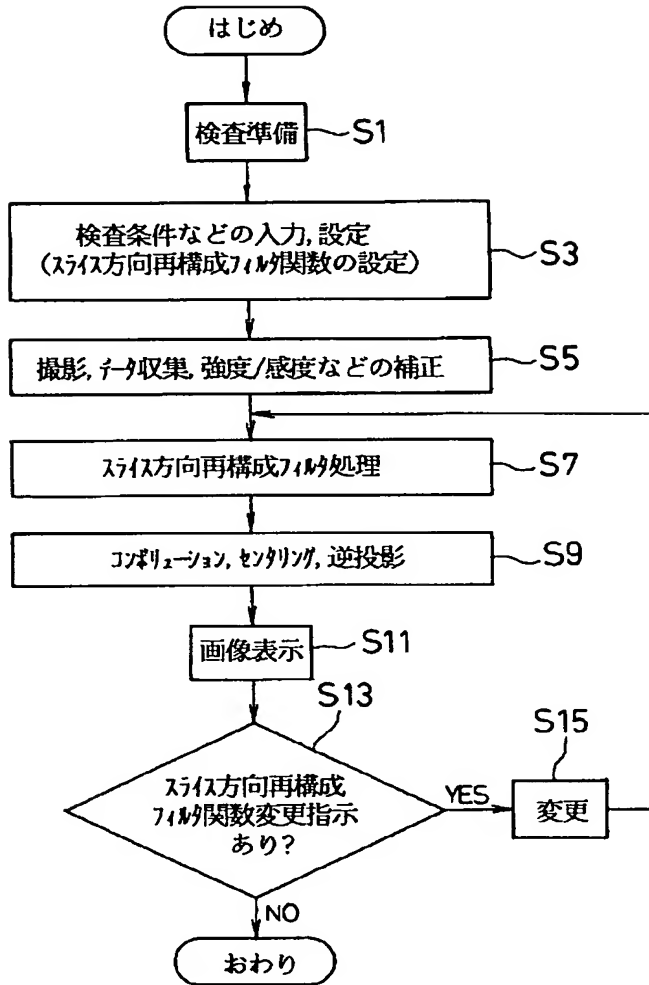 はじめ
検査準備
S1
検査条件などの入力,設定
(スライス方向再構成フィルタ関数の設定)
S3
撮影,データ収集,強度/感度などの補正
S5
スライス方向再構成フィルタ処理
S7
コンボリューション,センタリング,逆投影
S9
画像表示
S11
S13
スライス方向再構成
フィルタ関数変更指示
あり?
YES
S15
変更
NO
おわり